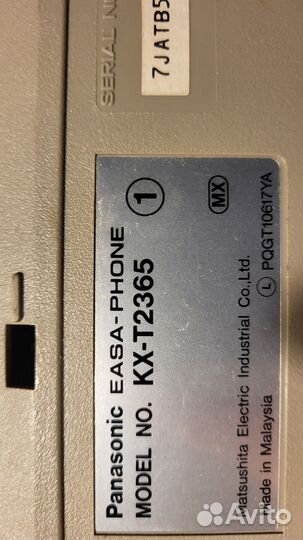 SERIAL
7JATB5
Panasonic EASA-PHONE
MODEL NO. KX-T2365
1
MX
Matsushita Electric Industrial Co.,Ltd.
Made in Malaysia
L PQGT10617YA
Avito